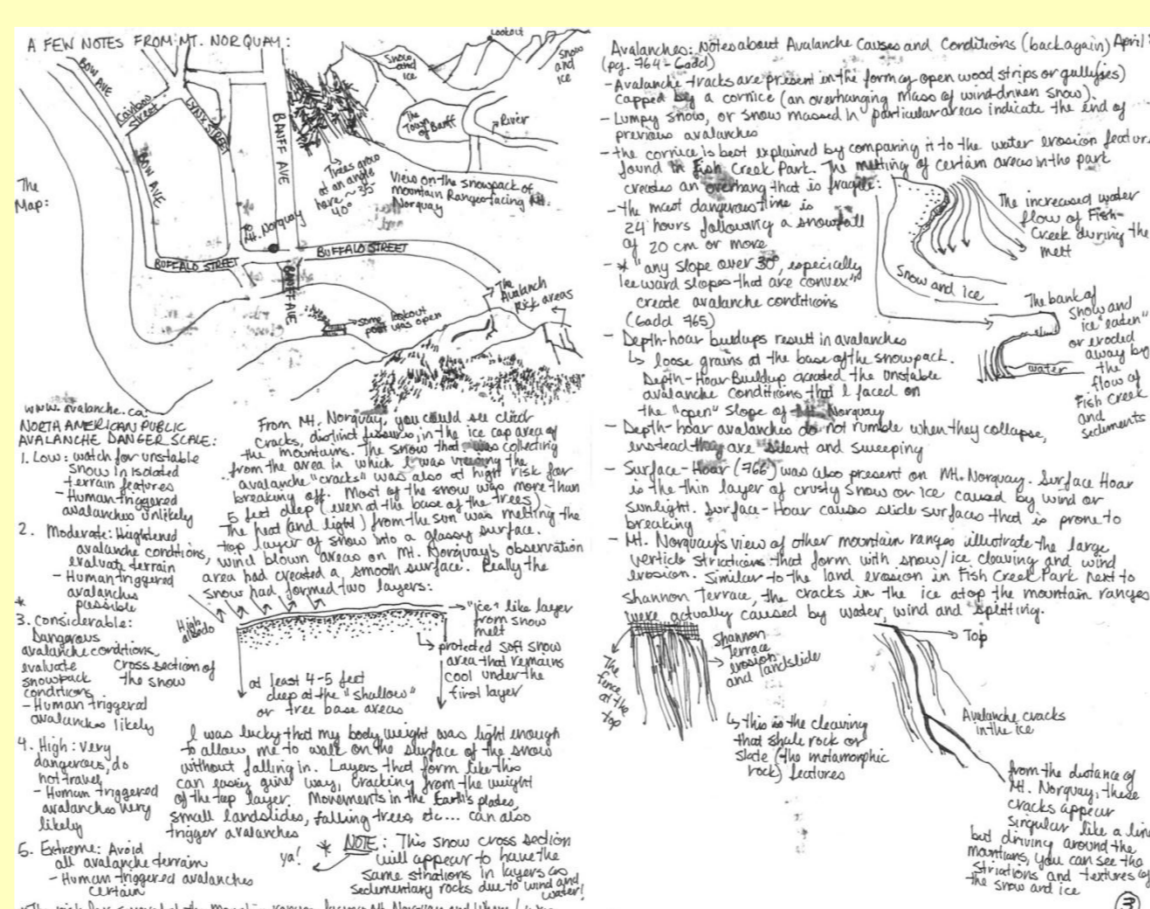 A FEW NOTES FROM MT. NORQUAY:
BOW AVE
Caribou Street
LYNX STREET
BOW AVE
BANFF AVE
BUFFALO STREET
BUFFALO STREET
BANFF AVE
To Mt. Norquay
The
Map:
Snow and ice
Lookout
Snow and ice
The Town of Banff
River
Trees grow
at an angle
here ~ 35°
40°
View on the snowpack of
mountain Ranges facing Mt.
Norquay
some lookout
post was open
The
Avalanch
Risk areas
www.avalanche.ca:
NORTH AMERICAN PUBLIC
AVALANCHE DANGER SCALE:
1. Low: watch for unstable
snow in isolated
terrain features
- Human-triggered
avalanches unlikely
2. Moderate: Hightened
avalanche conditions,
evaluate terrain
- Human triggered
avalanches
possible
*
3. Considerable:
Dangerous
avalanche conditions,
evaluate
snowpack
conditions
- Human triggered
avalanches likely
4. High: very
dangerous, do
not travel
- Human triggered
avalanches very
likely
5. Extreme: Avoid
all avalanche terrain
- Human-triggered avalanches
certain
From Mt. Norquay, you could see clear
cracks, distinct fissures, in the ice cap area of
the mountains. The snow that was collecting
from the area in which I was viewing the
avalanche "cracks" was also at hight risk for
breaking off. Most of the snow was more than
5 feet deep (even at the base of the trees).
The heat (and light) from the sun was melting the
top layer of snow into a glassy surface.
wind blown areas on Mt. Norquay's observation
area had created a smooth surface. Really the
snow had formed two layers:
High albedo
"ice" like layer
from snow
melt
protected soft snow
area that remains
cool under the
first layer
Cross section of
the snow
at least 4-5 feet
deep at the "shallow"
or tree base areas
I was lucky that my body weight was light enough
to allow me to walk on the surface of the snow
without falling in. Layers that form like this
can easily give way, cracking from the weight
of the top layer. Movements in the Earth's plates,
small landslides, falling trees, etc... can also
trigger avalanches
ya!
* NOTE: This snow cross section
will appear to have the
same strations in layers as
sedimentary rocks due to wind and
water!
Mt. Norquay and
Avalanches: Notes about Avalanche Causes and Conditions (back again) April
(pg. 764 - Gadd)
- Avalanche tracks are present in the form of open wood strips or gully(ies)
capped by a cornice (an overhanging mass of wind-driven snow).
- Lumpy snow, or snow massed in particular areas indicate the end of
previous avalanches
- the cornice is best explained by comparing it to the water erosion
found in Fish Creek Park. The melting of certain areas in the park
creates an overhang that is fragile:
- the most dangerous time is
24 hours following a snowfall
of 20 cm or more
- * "any slope over 30°, especially
leeward slopes that are convex"
create avalanche conditions
(Gadd 765)
The increased water
flow of Fish
Creek during the
melt
Snow and Ice
The bank of
snow and
ice "eaten"
or eroded
away by
the
flow of
Fish Creek
and
sediments
water
- Depth-hoar buildups result in avalanches
↳ loose grains at the base of the snowpack.
Depth-Hoar Buildup created the unstable
avalanche conditions that I faced on
the "open" slope of Mt. Norquay
- Depth-hoar avalanches do not rumble when they collapse,
instead they are silent and sweeping
- Surface-Hoar (766) was also present on Mt. Norquay. Surface Hoar
is the thin layer of crusty snow or ice caused by wind or
sunlight. Surface-Hoar causes slide surfaces that is prone to
breaking
- Mt. Norquay's view of other mountain ranges illustrate the large
verticle strictions that form with snow/ice cleaving and wind
erosion. Similar to the land erosion in Fish Creek Park next to
Shannon Terrace, the cracks in the ice atop the mountain ranges
were actually caused by water, wind and splitting.
The
fence
at the
top
Shannon
Terrace
erosion
and landslide
↳ this is the cleaving
that shale rock or
slate (the metamorphic
rock) features
Top
Avalanche cracks
in the ice
from the distance of
Mt. Norquay, these
cracks appear
singular like a line
but driving around the
mountians, you can see the
striations and textures of
the snow and ice
3